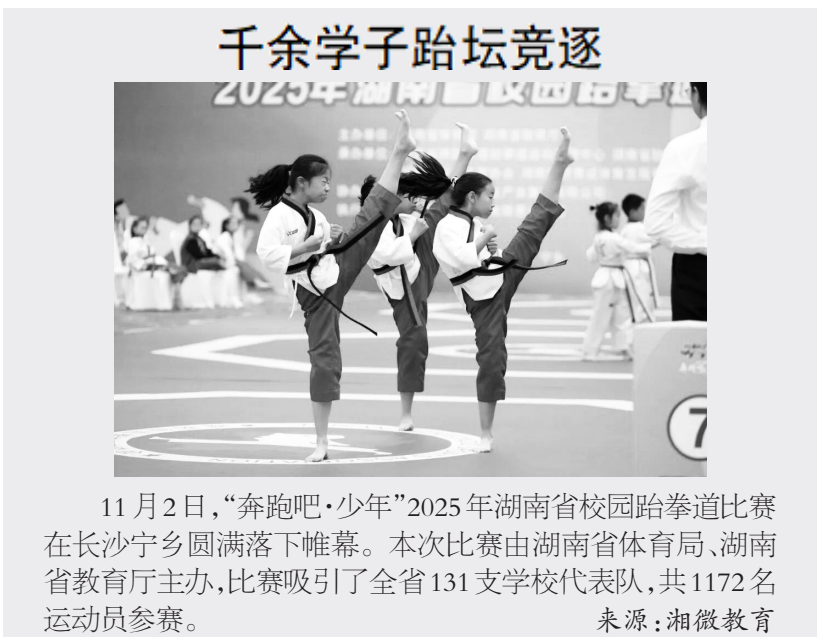 千余学子跆坛竞逐
2025年湖南省校园跆拳道
主办单位
7
11月2日，“奔跑吧·少年”2025年湖南省校园跆拳道比赛
在长沙宁乡圆满落下帷幕。本次比赛由湖南省体育局、湖南
省教育厅主办，比赛吸引了全省131支学校代表队，共1172名
运动员参赛。 来源：湘微教育